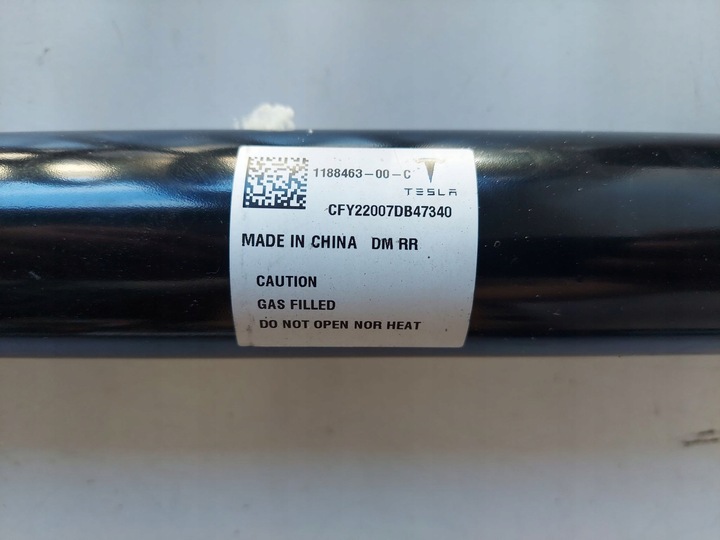 1188463-00-C
TESLA
CFY22007DB47340
MADE IN CHINA DM RR
CAUTION
GAS FILLED
DO NOT OPEN NOR HEAT